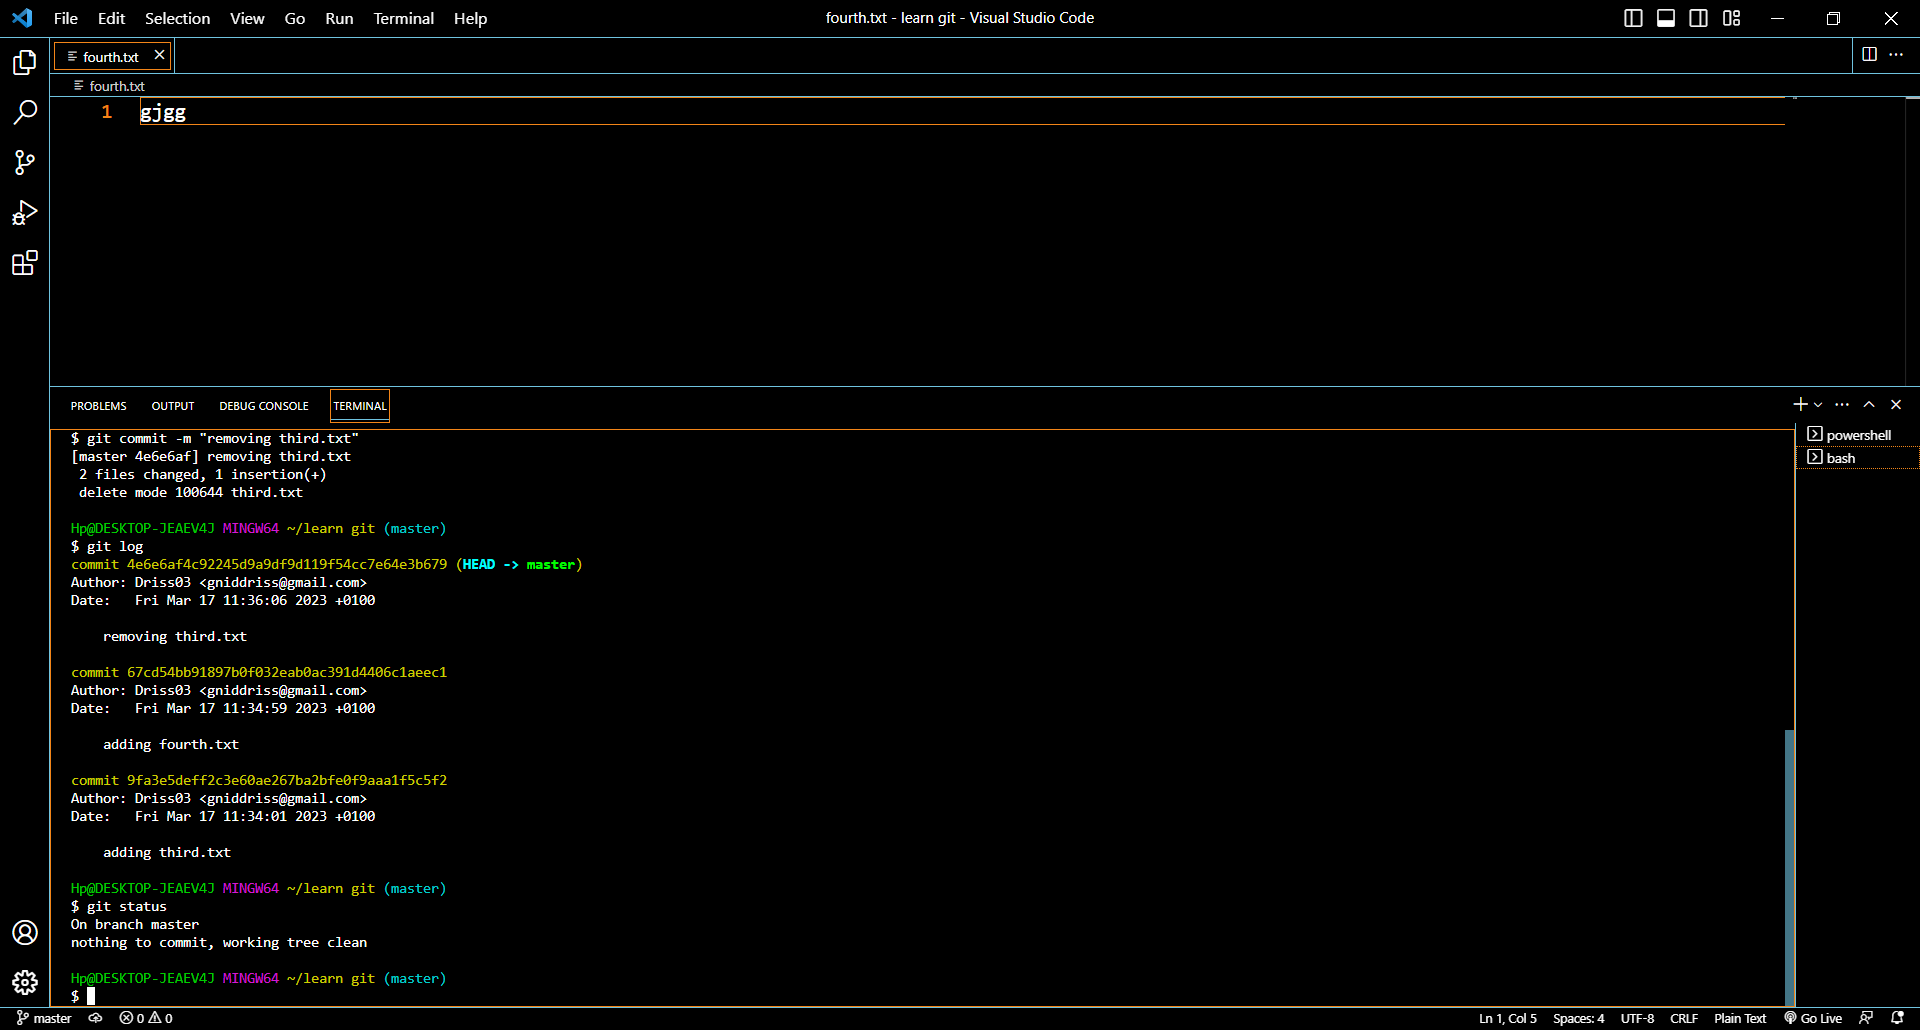 File Edit Selection View Go Run Terminal Help
fourth.txt - learn git - Visual Studio Code
fourth.txt
fourth.txt
1 gjgg
PROBLEMS OUTPUT DEBUG CONSOLE TERMINAL
powershell
bash
$ git commit -m "removing third.txt"
[master 4e6e6af] removing third.txt
2 files changed, 1 insertion(+)
delete mode 100644 third.txt
Hp@DESKTOP-JEAEV4J MINGW64 ~/learn git (master)
$ git log
commit 4e6e6af4c92245d9a9df9d119f54cc7e64e3b679 (HEAD -> master)
Author: Driss03 <gniddriss@gmail.com>
Date:   Fri Mar 17 11:36:06 2023 +0100
removing third.txt
commit 67cd54bb91897b0f032eab0ac391d4406c1aeec1
Author: Driss03 <gniddriss@gmail.com>
Date:   Fri Mar 17 11:34:59 2023 +0100
adding fourth.txt
commit 9fa3e5deff2c3e60ae267ba2bfe0f9aaa1f5c5f2
Author: Driss03 <gniddriss@gmail.com>
Date:   Fri Mar 17 11:34:01 2023 +0100
adding third.txt
Hp@DESKTOP-JEAEV4J MINGW64 ~/learn git (master)
$ git status
On branch master
nothing to commit, working tree clean
Hp@DESKTOP-JEAEV4J MINGW64 ~/learn git (master)
$
master 0 0 Ln 1, Col 5 Spaces: 4 UTF-8 CRLF Plain Text Go Live